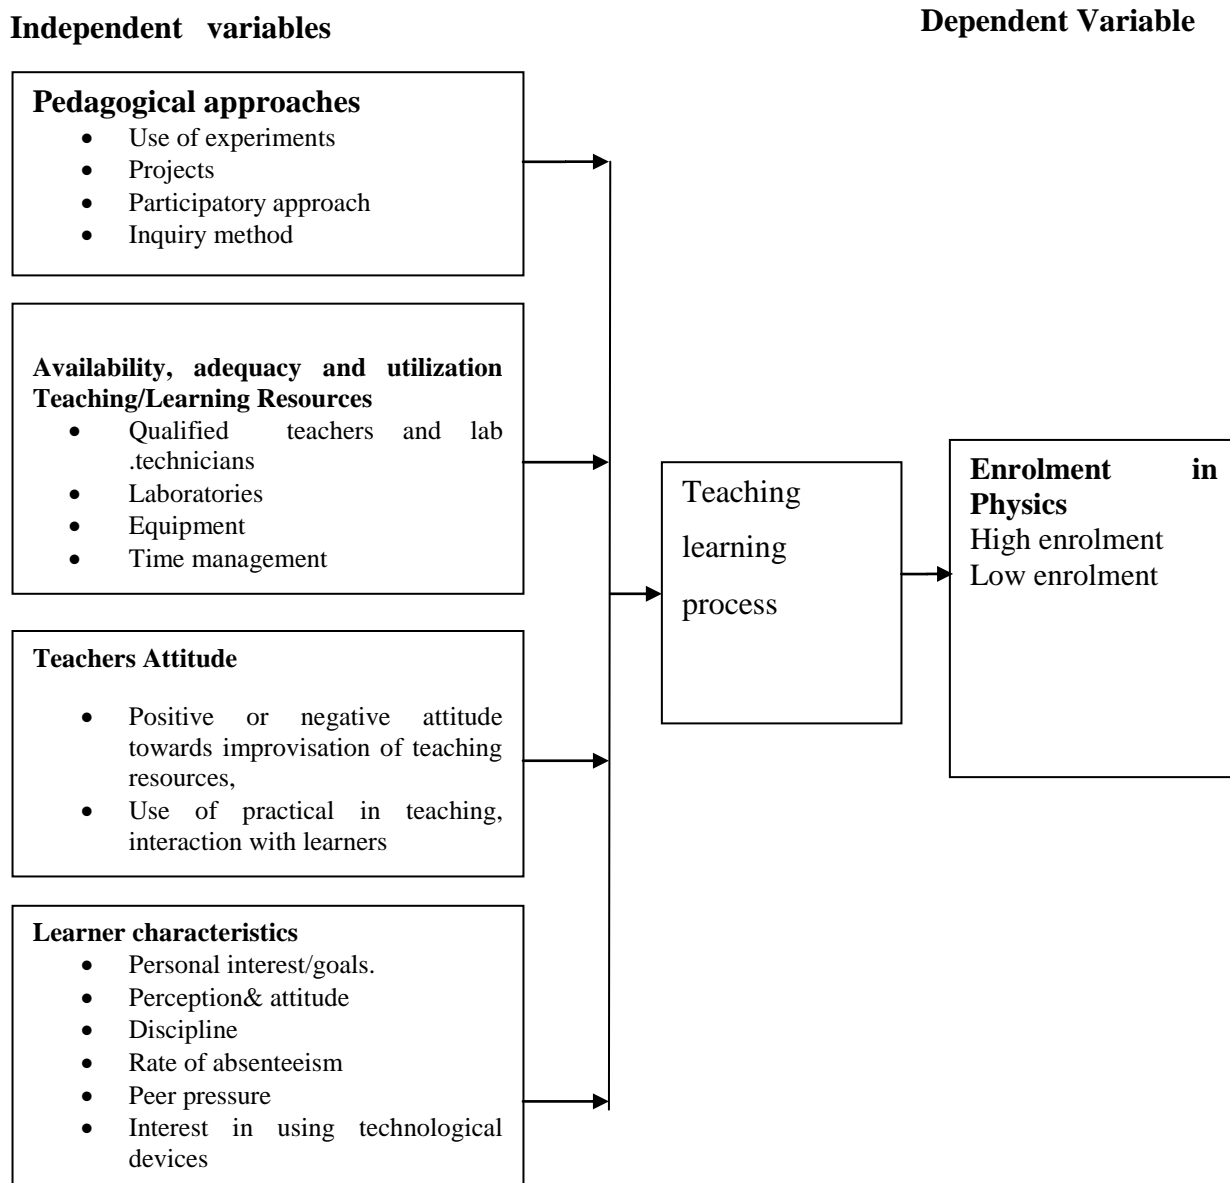 Independent variables
Dependent Variable
Pedagogical approaches
• Use of experiments
• Projects
• Participatory approach
• Inquiry method
Availability, adequacy and utilization
Teaching/Learning Resources
• Qualified teachers and lab
.technicians
• Laboratories
• Equipment
• Time management
Teachers Attitude
• Positive or negative attitude
towards improvisation of teaching
resources,
• Use of practical in teaching,
interaction with learners
Learner characteristics
• Personal interest/goals.
• Perception& attitude
• Discipline
• Rate of absenteeism
• Peer pressure
• Interest in using technological
devices
Teaching
learning
process
Enrolment in
Physics
High enrolment
Low enrolment